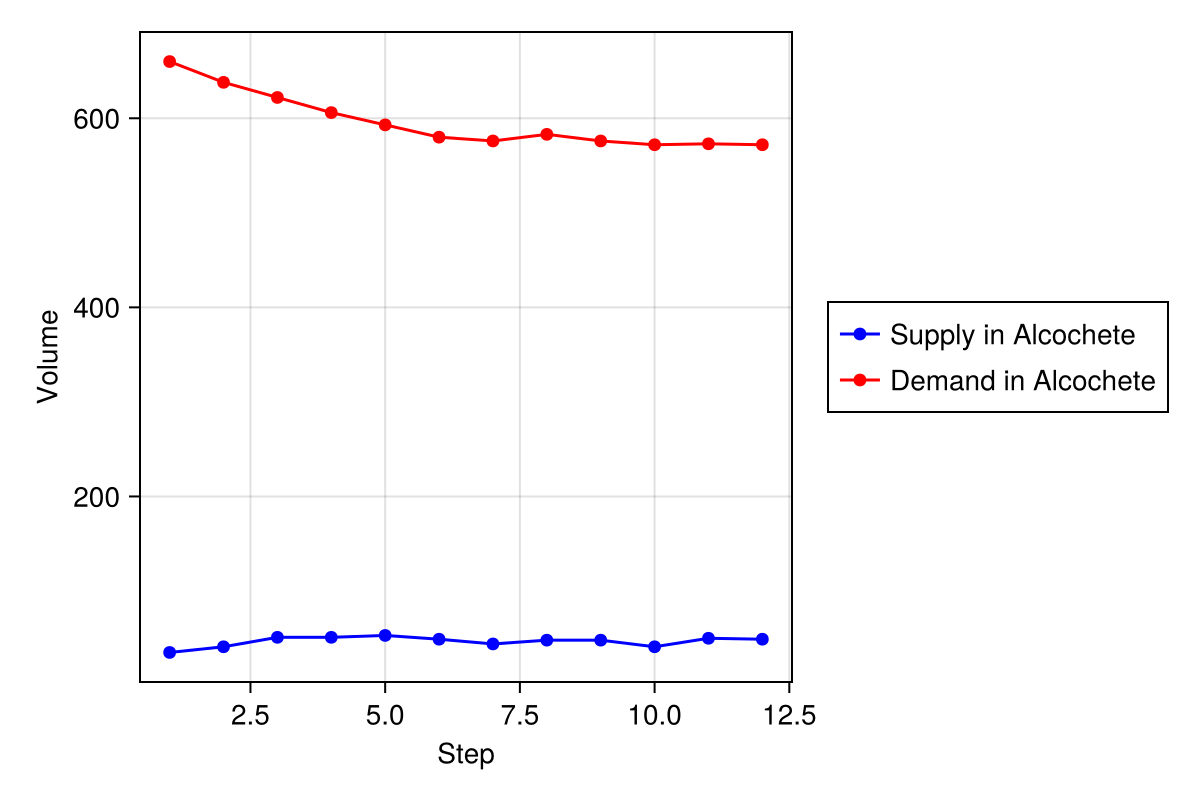 600
400
200
Volume
2.5 5.0 7.5 10.0 12.5
Step
Supply in Alcochete
Demand in Alcochete